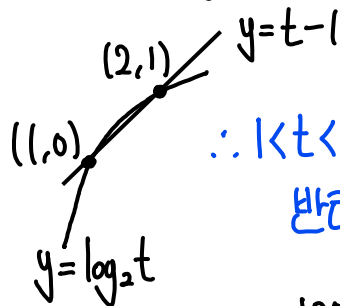 y=t-1
(2,1)
(1,0)
∴ 1<t<
y=log₂t